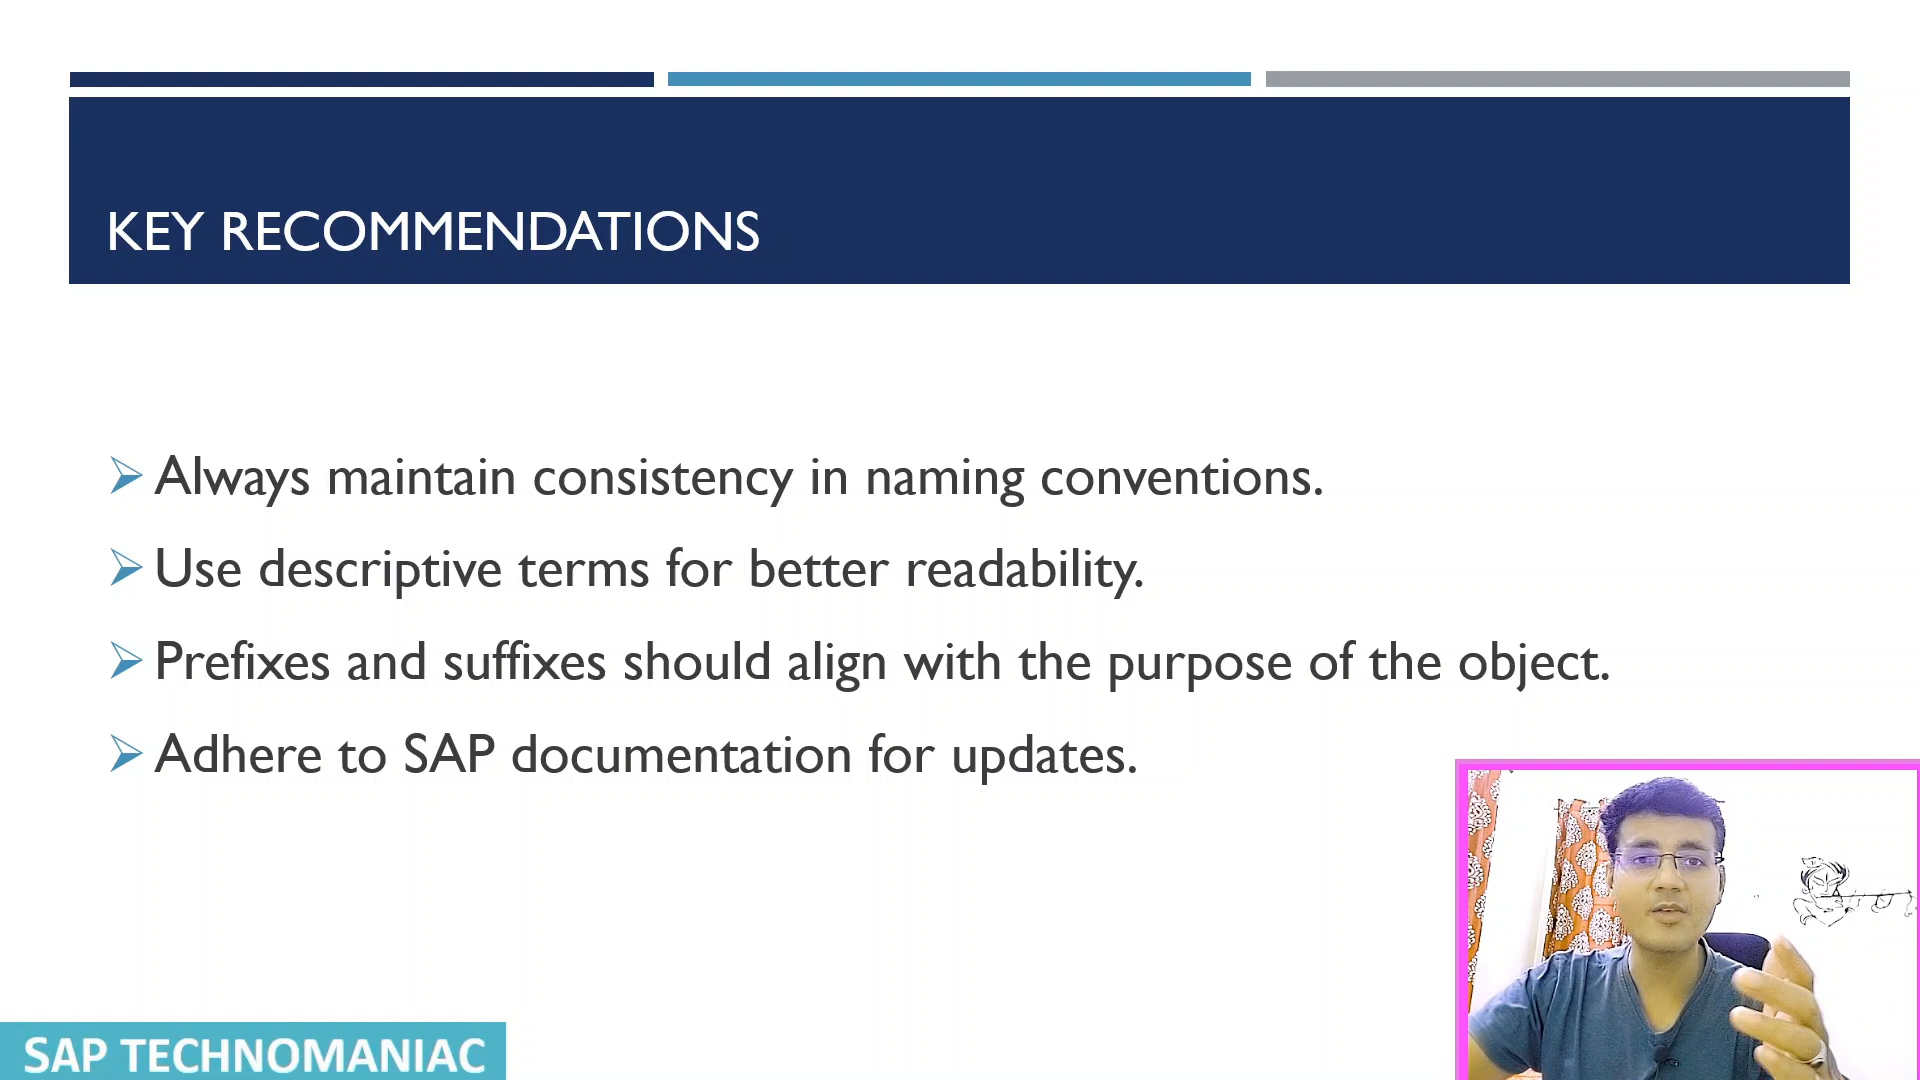 KEY RECOMMENDATIONS
Always maintain consistency in naming conventions.
Use descriptive terms for better readability.
Prefixes and suffixes should align with the purpose of the object.
Adhere to SAP documentation for updates.
SAP TECHNOMANIAC